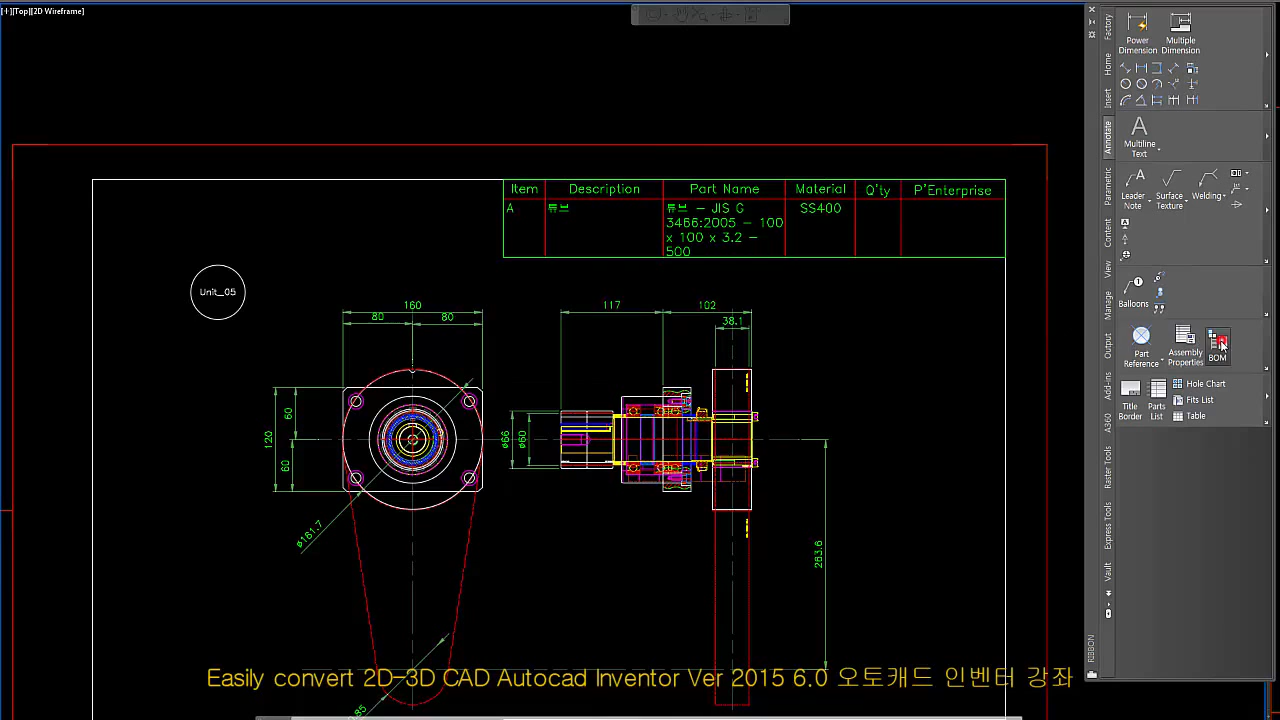 [-][Top][2D Wireframe]
Item Description Part Name Material Q'ty P'Enterprise
A 튜브 튜브 - JIS G SS400
3466:2005 - 100
x 100 x 3.2 -
500
Unit_05
160
80 80
117 102
38.1
120
60
60
ø66
ø60
ø161.7
283.6
85
Easily convert 2D-3D CAD Autocad Inventor Ver 2015 6.0 오토캐드 인벤터 강좌
Factory
Home
Insert
Annotate
Parametric
Content
View
Manage
Output
Add-ins
A360
Raster Tools
Express Tools
Vault
RIBBON
Power
Dimension
Multiple
Dimension
Multiline
Text
Leader
Note
Surface
Texture
Welding
Balloons
Part
Reference
Assembly
Properties
BOM
Title
Border
Parts
List
Hole Chart
Fits List
Table